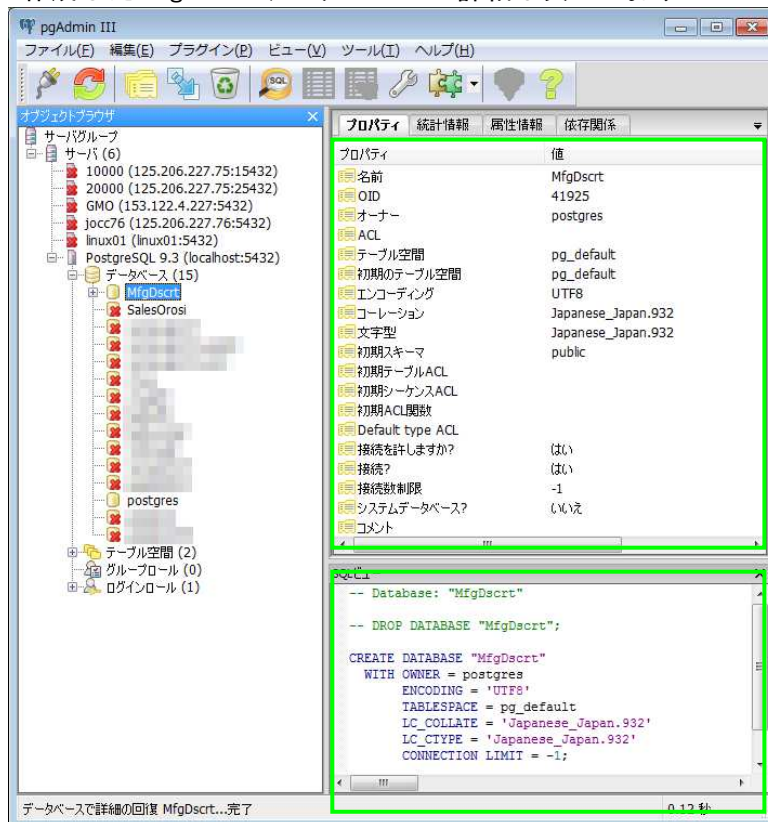 pgAdmin III
ファイル(F) 編集(E) プラグイン(P) ビュー(V) ツール(T) ヘルプ(H)
SQL
オブジェクトブラウザ
サーバグループ
サーバ (6)
10000 (125.206.227.75:15432)
20000 (125.206.227.75:25432)
GMO (153.122.4.227:5432)
jocc76 (125.206.227.76:5432)
linux01 (linux01:5432)
PostgreSQL 9.3 (localhost:5432)
データベース (15)
MfgDscrt
SalesOrosi
postgres
テーブル空間 (2)
グループロール (0)
ログインロール (1)
プロパティ 統計情報 属性情報 依存関係
プロパティ 値
名前 MfgDscrt
OID 41925
オーナー postgres
ACL
テーブル空間 pg_default
初期のテーブル空間 pg_default
エンコーディング UTF8
コーレーション Japanese_Japan.932
文字型 Japanese_Japan.932
初期スキーマ public
初期テーブルACL
初期シーケンスACL
初期ACL関数
Default type ACL
接続を許しますか? はい
接続? はい
接続数制限 -1
システムデータベース? いいえ
コメント
SQLビュー
-- Database: "MfgDscrt"
-- DROP DATABASE "MfgDscrt";
CREATE DATABASE "MfgDscrt"
WITH OWNER = postgres
ENCODING = 'UTF8'
TABLESPACE = pg_default
LC_COLLATE = 'Japanese_Japan.932'
LC_CTYPE = 'Japanese_Japan.932'
CONNECTION LIMIT = -1;
データベースで詳細の回復 MfgDscrt...完了 0.12 秒